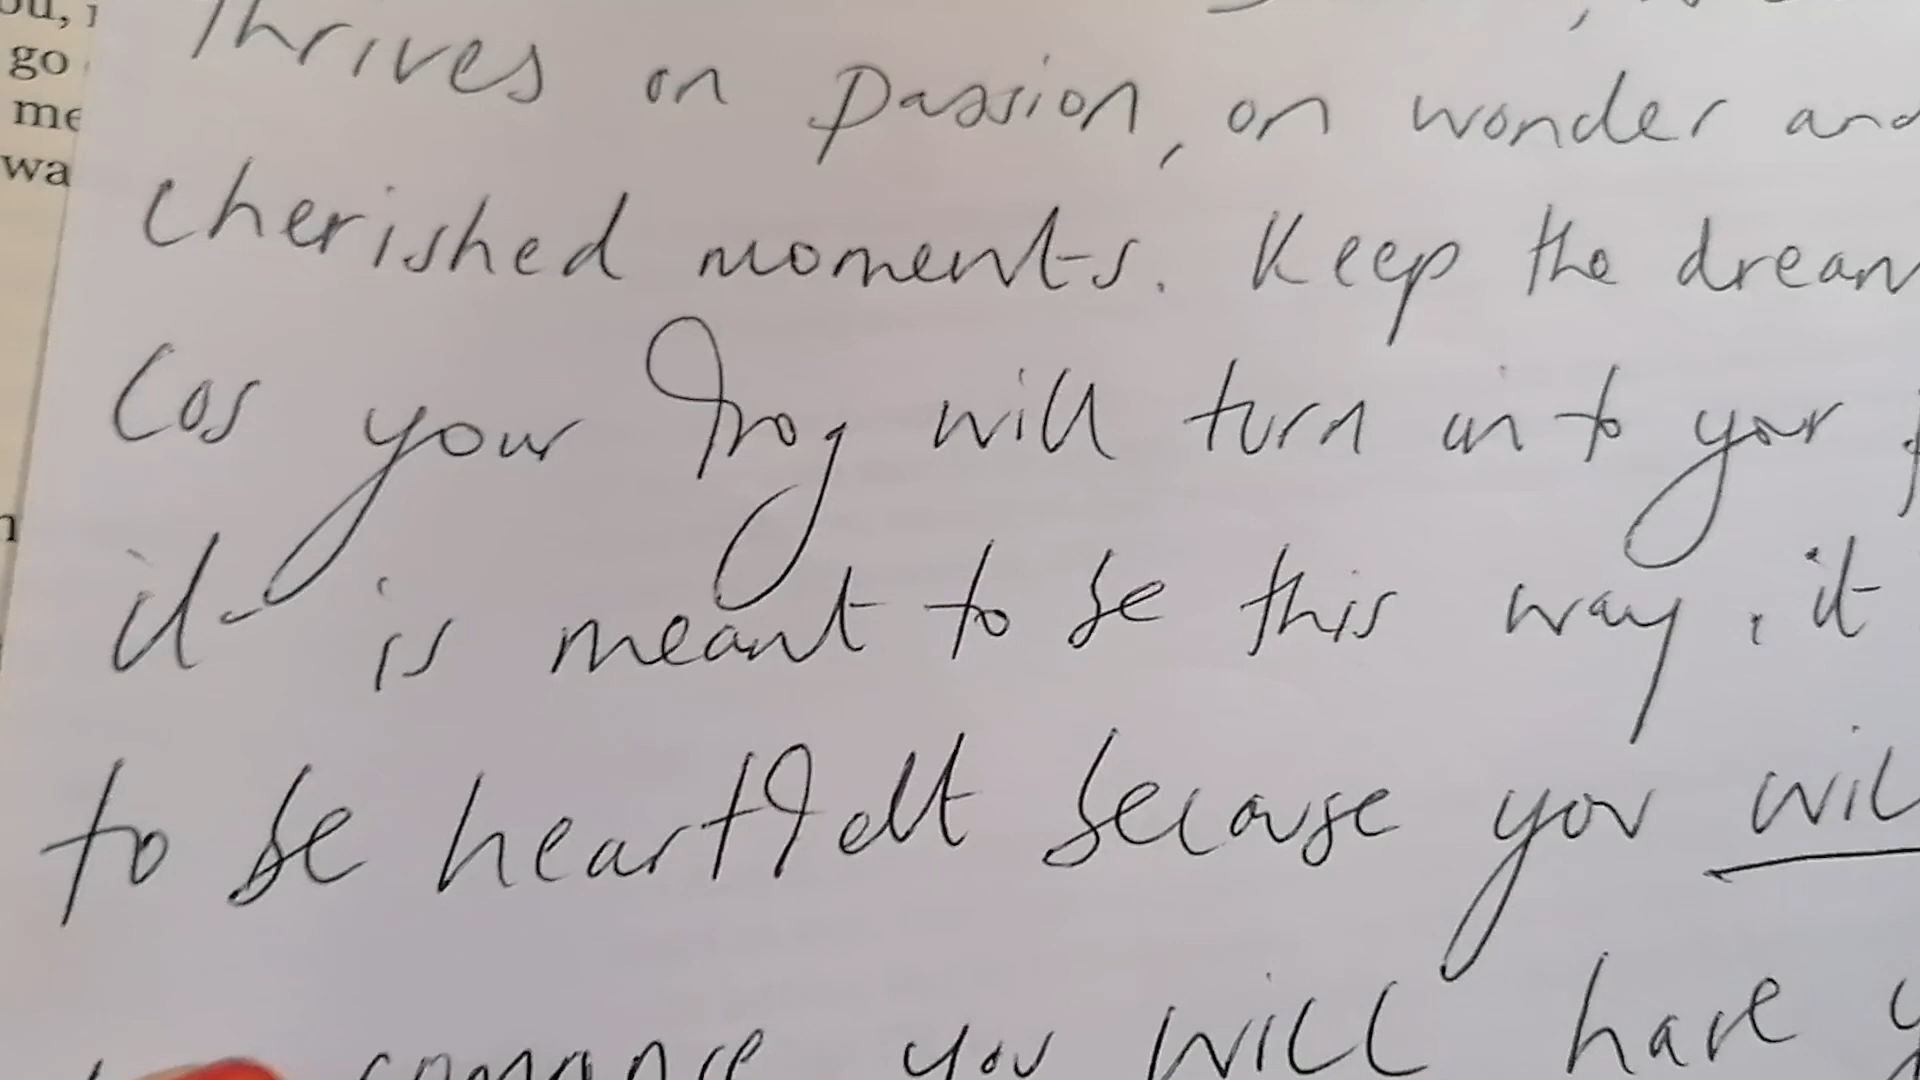 ou,
go
me
wa
thrives on passion, on wonder and
cherished moments. Keep the dream
Cos your frog will turn in to your
it is meant to be this way, it
to be heartfelt because you will
romance you will have